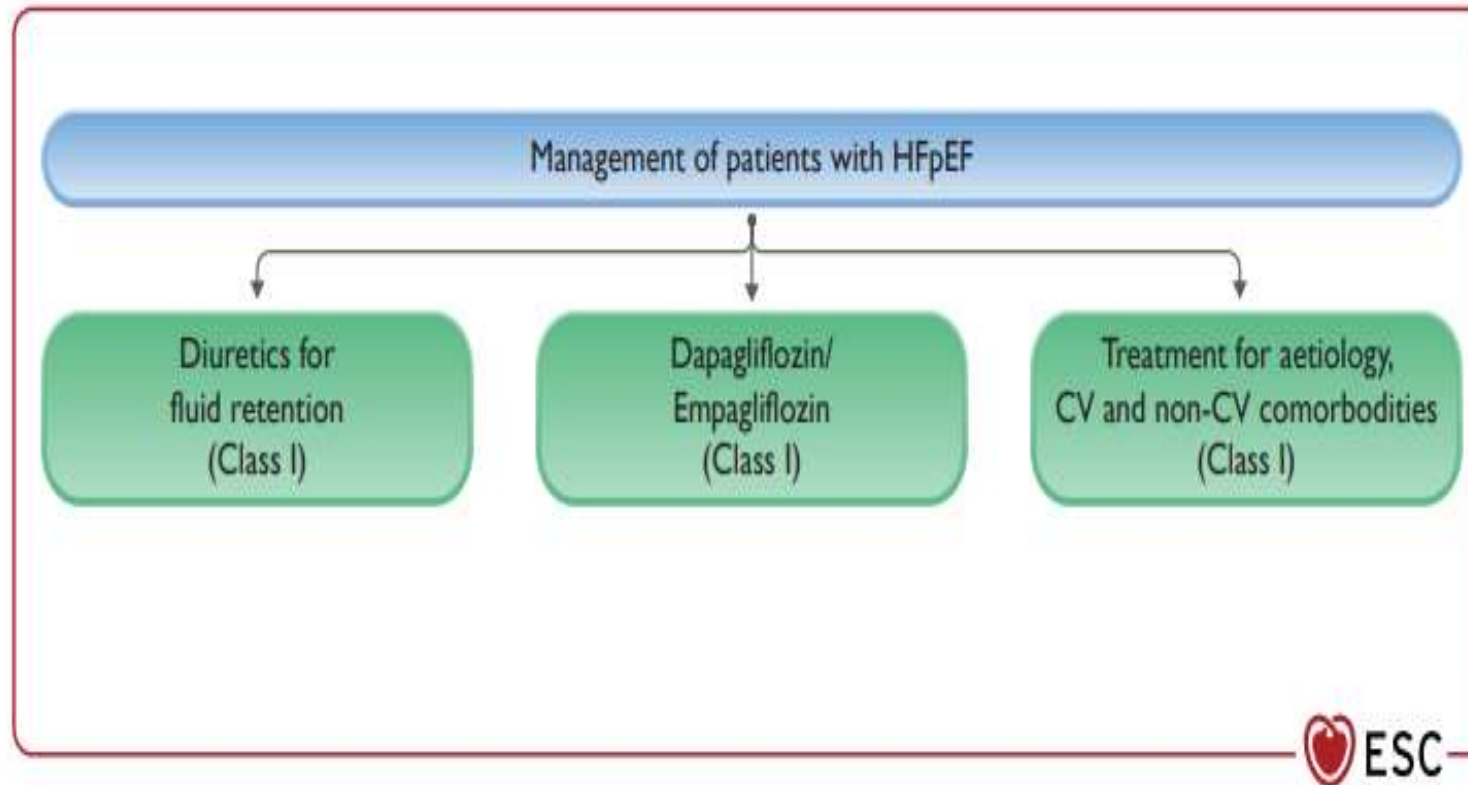 Management of patients with HFpEF
Diuretics for
fluid retention
(Class I)
Dapagliflozin/
Empagliflozin
(Class I)
Treatment for aetiology,
CV and non-CV comorbodities
(Class I)
ESC